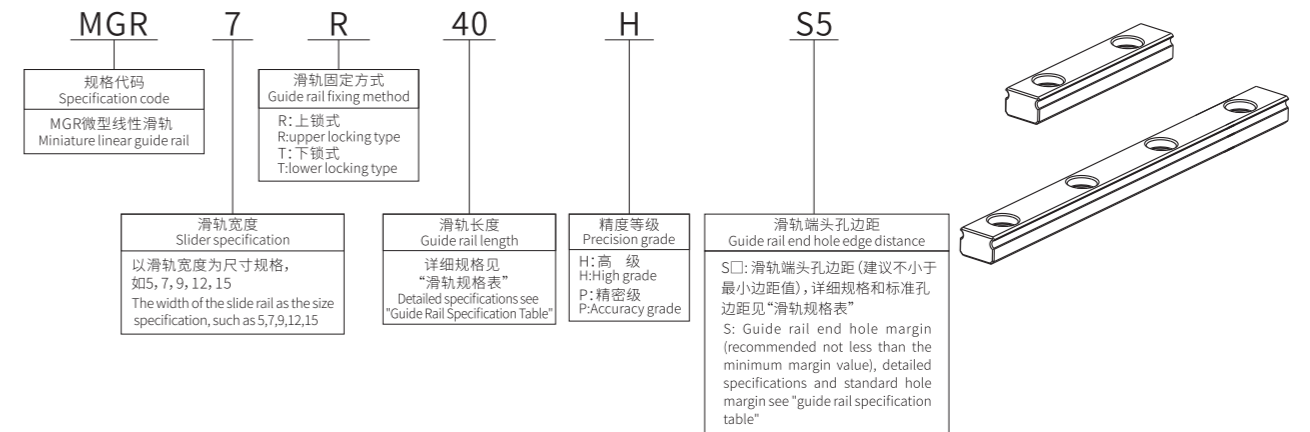 MGR 7 R 40 H S5
规格代码
Specification code
MGR微型线性滑轨
Miniature linear guide rail
滑轨固定方式
Guide rail fixing method
R:上锁式
R:upper locking type
T:下锁式
T:lower locking type
滑轨宽度
Slider specification
以滑轨宽度为尺寸规格，
如5, 7, 9, 12, 15
The width of the slide rail as the size
specification, such as 5,7,9,12,15
滑轨长度
Guide rail length
详细规格见
“滑轨规格表”
Detailed specifications see
"Guide Rail Specification Table"
精度等级
Precision grade
H:高 级
H:High grade
P:精密级
P:Accuracy grade
滑轨端头孔边距
Guide rail end hole edge distance
S□: 滑轨端头孔边距（建议不小于
最小边距值），详细规格和标准孔
边距见“滑轨规格表”
S: Guide rail end hole margin
(recommended not less than the
minimum margin value), detailed
specifications and standard hole
margin see "guide rail specification
table"